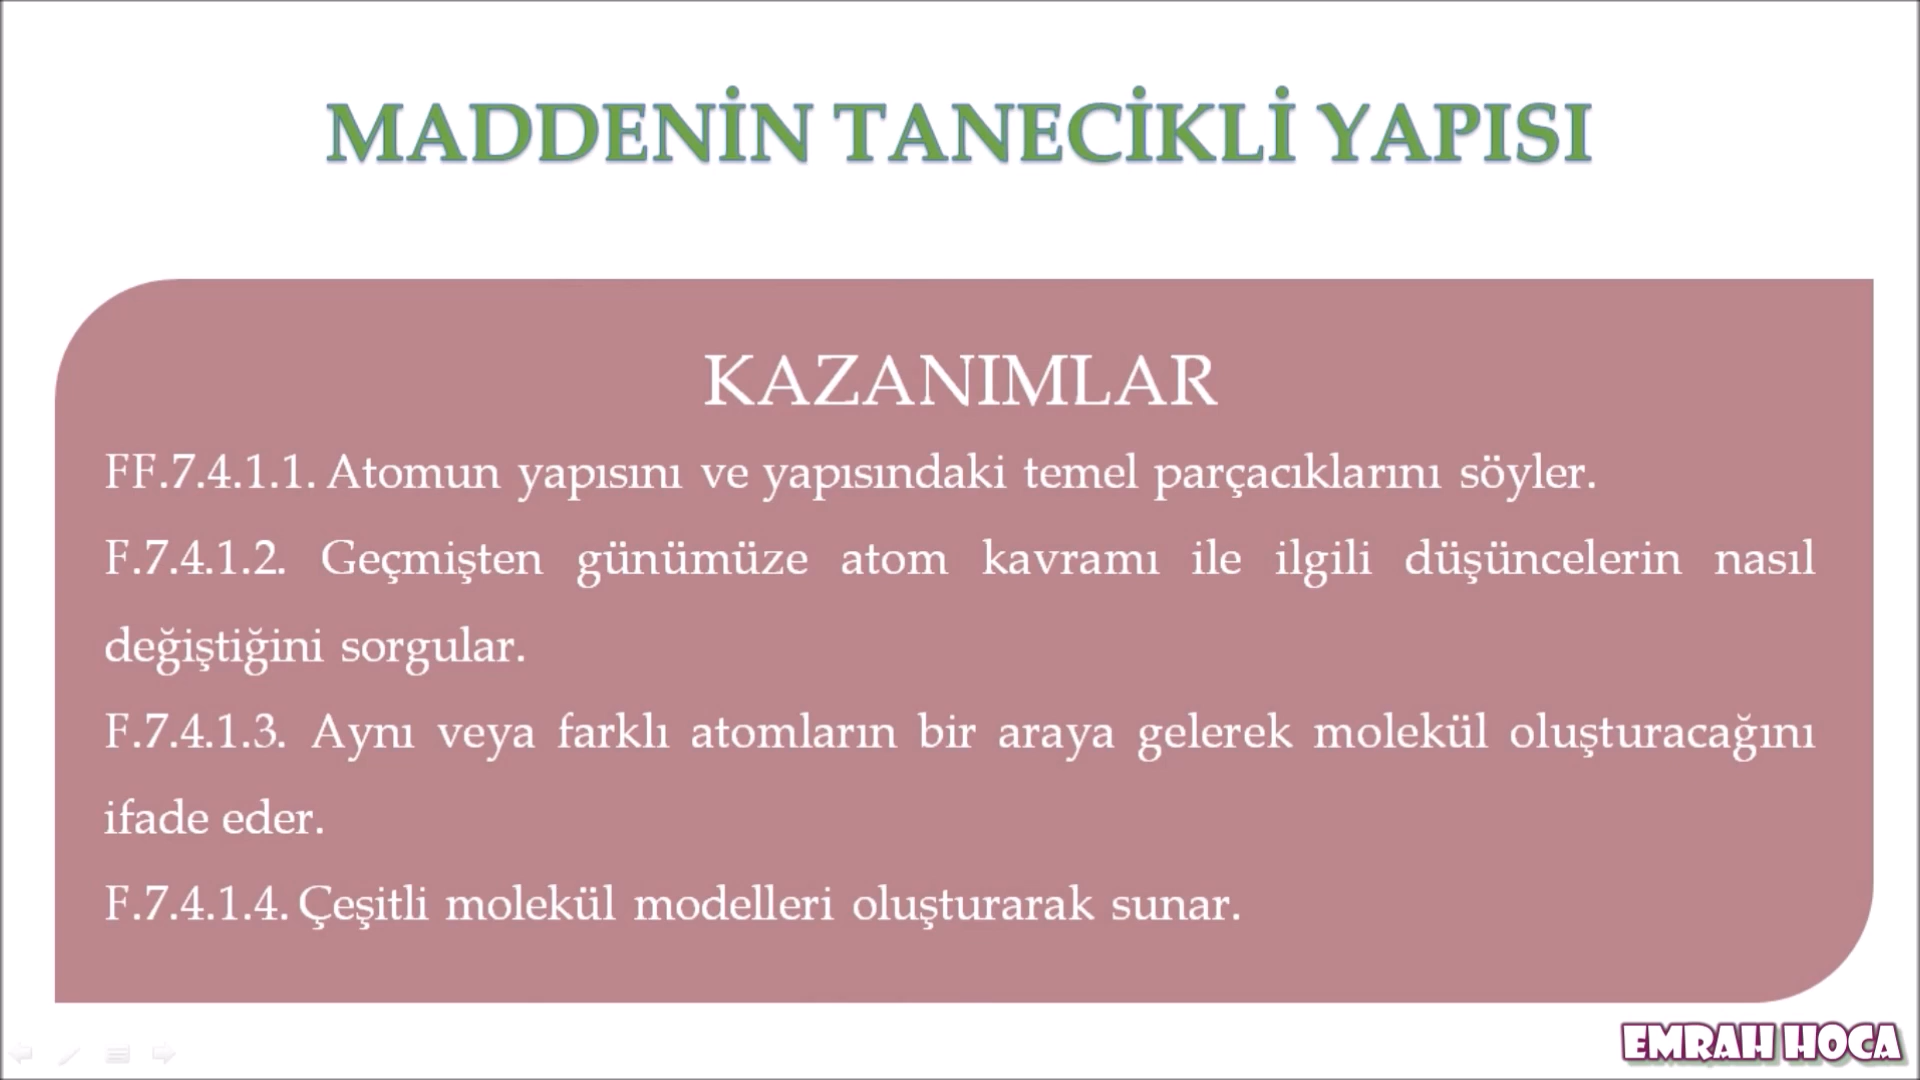 MADDENİN TANECİKLİ YAPISI
KAZANIMLAR
FF.7.4.1.1. Atomun yapısını ve yapısındaki temel parçacıklarını söyler.
F.7.4.1.2. Geçmişten günümüze atom kavramı ile ilgili düşüncelerin nasıl
değiştiğini sorgular.
F.7.4.1.3. Aynı veya farklı atomların bir araya gelerek molekül oluşturacağını
ifade eder.
F.7.4.1.4. Çeşitli molekül modelleri oluşturarak sunar.
EMRAH HOCA